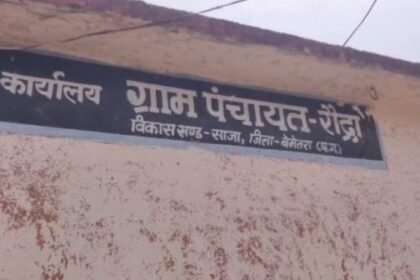 कार्यालय ग्राम पंचायत-रौंद्रा
विकास खण्ड-साजा, जिला-बेमेतरा (छ.ग.)